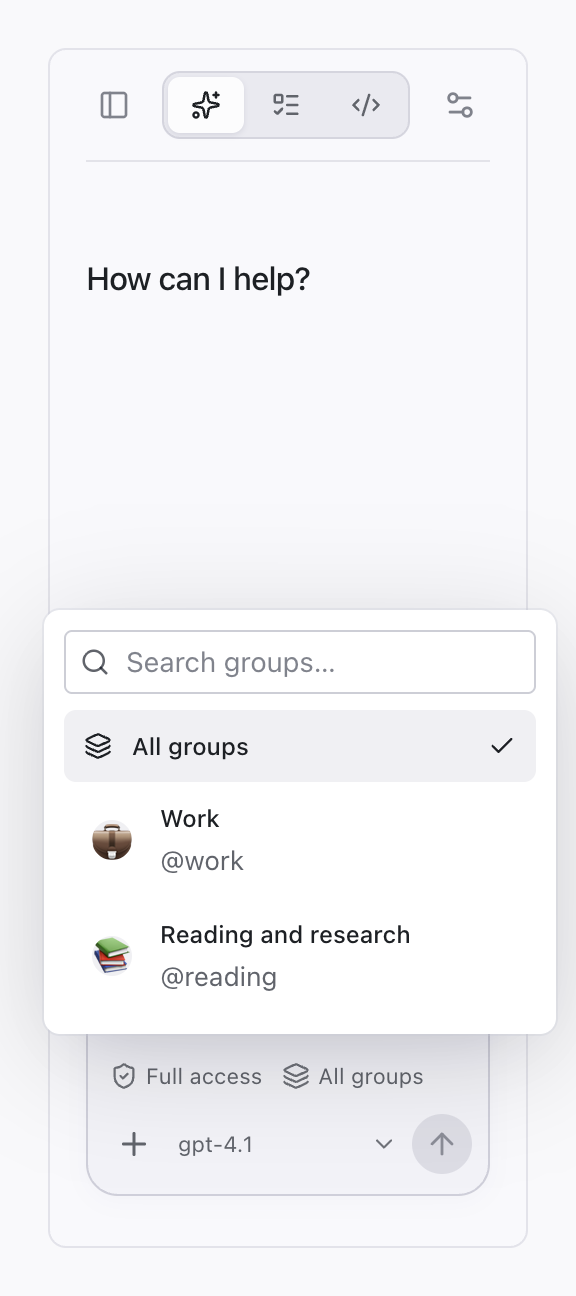 How can I help?
Search groups...
All groups
Work
@work
Reading and research
@reading
Full access
All groups
gpt-4.1